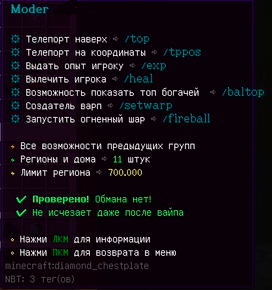 Moder
Телепорт наверх ➪ /top
Телепорт на координаты ➪ /tppos
Выдать опыт игроку ➪ /exp
Вылечить игрока ➪ /heal
Возможность показать топ богачей ➪ /baltop
Создатель варп ➪ /setwarp
Запустить огненный шар ➪ /fireball
Все возможности предыдущих групп
Регионы и дома ➪ 11 штук
Лимит региона ➪ 700.000
✔ Проверено! Обмана нет!
✔ Не исчезает даже после вайпа
Нажми ЛКМ для информации
Нажми ПКМ для возврата в меню
minecraft:diamond_chestplate
NBT: 3 тег(ов)